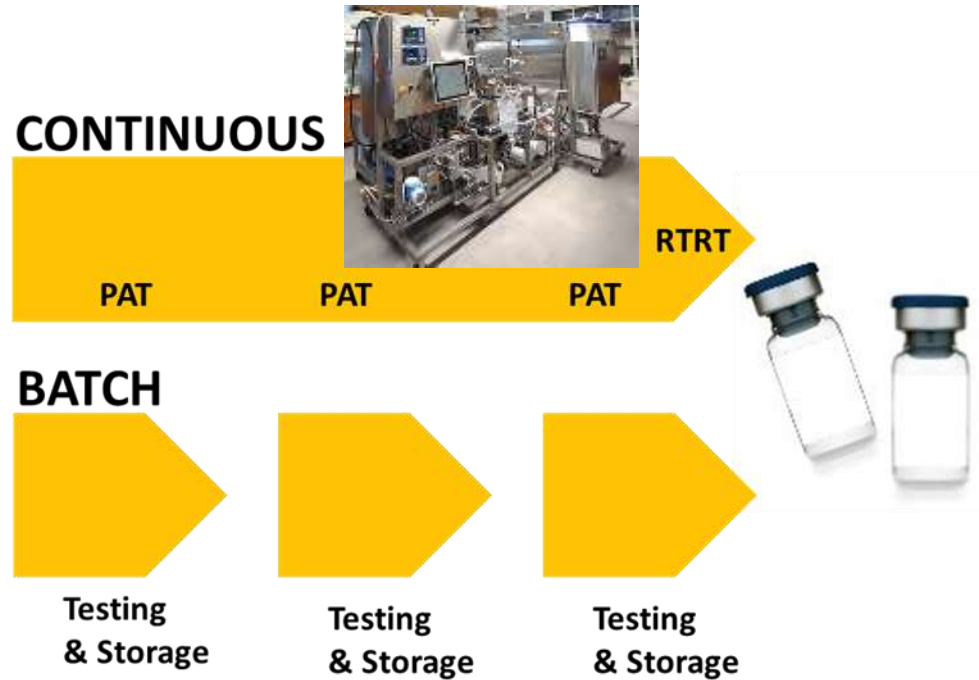 CONTINUOUS
RTRT
PAT
PAT
PAT
BATCH
Testing
& Storage
Testing
& Storage
Testing
& Storage